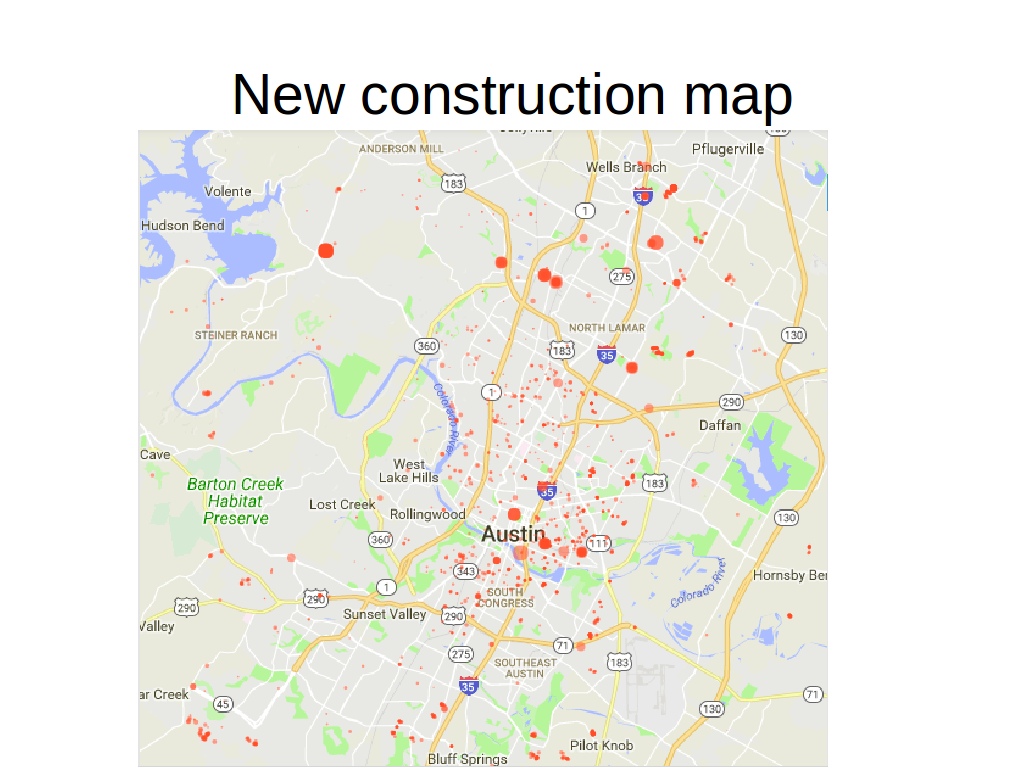 New construction map
ANDERSON MILL
Pflugerville
Wells Branch
183
Volente
1
Hudson Bend
275
STEINER RANCH
NORTH LAMAR
130
360
183
35
1
290
Colorado River
Daffan
Cave
West
Lake Hills
Barton Creek
Habitat
Preserve
183
35
Lost Creek
Rollingwood
130
Austin
360
111
343
Hornsby Ben
Colorado River
1
SOUTH
CONGRESS
290
290
Sunset Valley
290
Valley
71
275
SOUTHEAST
AUSTIN
183
35
ar Creek
71
45
130
Pilot Knob
Bluff Springs